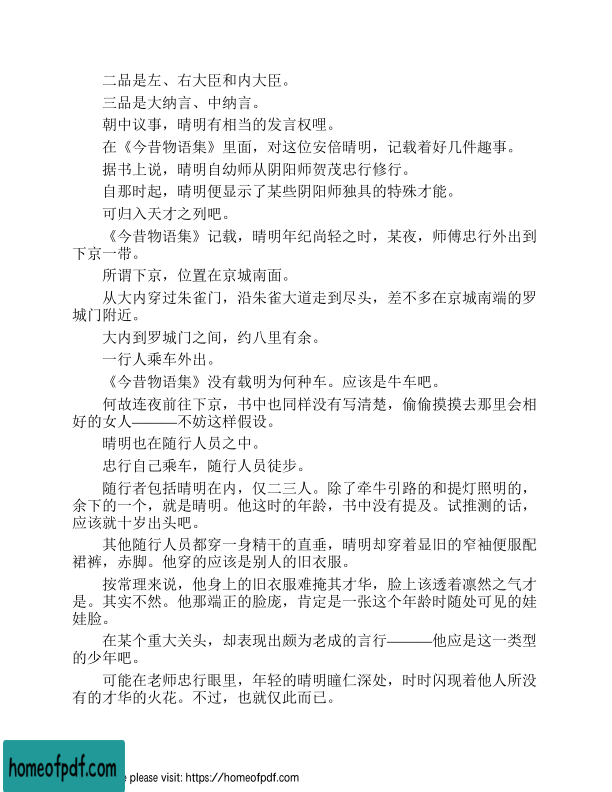 二品是左、右大臣和内大臣。
三品是大纳言、中纳言。
朝中议事，晴明有相当的发言权哩。
在《今昔物语集》里面，对这位安倍晴明，记载着好几件趣事。
据书上说，晴明自幼师从阴阳师贺茂忠行修行。
自那时起，晴明便显示了某些阴阳师独具的特殊才能。
可归入天才之列吧。
《今昔物语集》记载，晴明年纪尚轻之时，某夜，师傅忠行外出到
下京一带。
所谓下京，位置在京城南面。
从大内穿过朱雀门，沿朱雀大道走到尽头，差不多在京城南端的罗
城门附近。
大内到罗城门之间，约八里有余。
一行人乘车外出。
《今昔物语集》没有载明为何种车。应该是牛车吧。
何故连夜前往下京，书中也同样没有写清楚，偷偷摸摸去那里会相
好的女人———不妨这样假设。
晴明也在随行人员之中。
忠行自己乘车，随行人员徒步。
随行者包括晴明在内，仅二三人。除了牵牛引路的和提灯照明的，
余下的一个，就是晴明。他这时的年龄，书中没有提及。试推测的话，
应该就十岁出头吧。
其他随行人员都穿一身精干的直垂，晴明却穿着显旧的窄袖便服配
裙裤，赤脚。他穿的应该是别人的旧衣服。
按常理来说，他身上的旧衣服难掩其才华，脸上该透着凛然之气才
是。其实不然。他那端正的脸庞，肯定是一张这个年龄时随处可见的娃
娃脸。
在某个重大关头，却表现出颇为老成的言行———他应是这一类型
的少年吧。
可能在老师忠行眼里，年轻的晴明瞳仁深处，时时闪现着他人所没
有的才华的火花。不过，也就仅此而已。
homeofpdf.com
e please visit: https://homeofpdf.com